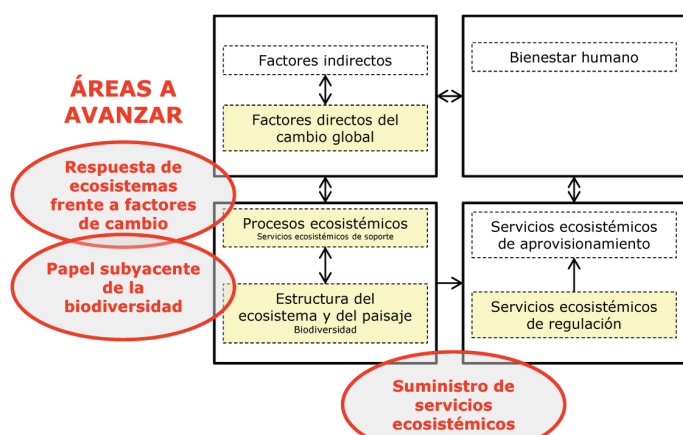 Factores indirectos
Bienestar humano
ÁREAS A
AVANZAR
Factores directos del
cambio global
Respuesta de
ecosistemas
frente a factores
de cambio
Procesos ecosistémicos
Servicios ecosistémicos de soporte
Servicios ecosistémicos
de aprovisionamiento
Papel subyacente
de la
biodiversidad
Estructura del
ecosistema y del paisaje
Biodiversidad
Servicios ecosistémicos
de regulación
Suministro de
servicios
ecosistémicos